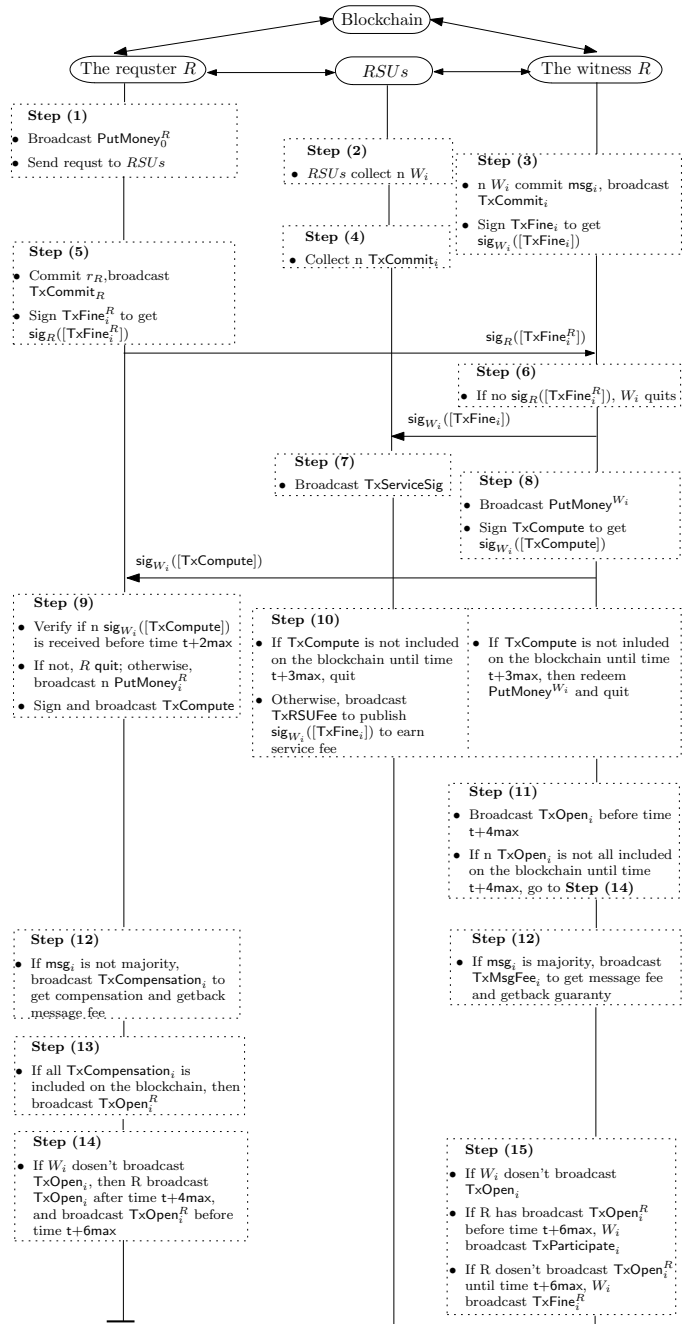 Blockchain
The requster R
RSUs
The witness R
Step (1)
• Broadcast PutMoney_0^R
• Send requst to RSUs
Step (2)
• RSUs collect n W_i
Step (3)
• n W_i commit msg_i, broadcast
TxCommit_i
• Sign TxFine_i to get
sig_{W_i}([TxFine_i])
Step (4)
• Collect n TxCommit_i
Step (5)
• Commit r_R,broadcast
TxCommit_R
• Sign TxFine_i^R to get
sig_R([TxFine_i^R])
sig_R([TxFine_i^R])
Step (6)
• If no sig_R([TxFine_i^R]), W_i quits
sig_{W_i}([TxFine_i])
Step (7)
• Broadcast TxServiceSig
Step (8)
• Broadcast PutMoney^{W_i}
• Sign TxCompute to get
sig_{W_i}([TxCompute])
sig_{W_i}([TxCompute])
Step (9)
• Verify if n sig_{W_i}([TxCompute])
is received before time t+2max
• If not, R quit; otherwise,
broadcast n PutMoney_i^R
• Sign and broadcast TxCompute
Step (10)
• If TxCompute is not included
on the blockchain until time
t+3max, quit
• Otherwise, broadcast
TxRSUFee to publish
sig_{W_i}([TxFine_i]) to earn
service fee
• If TxCompute is not inluded
on the blockchain until time
t+3max, then redeem
PutMoney^{W_i} and quit
Step (11)
• Broadcast TxOpen_i before time
t+4max
• If n TxOpen_i is not all included
on the blockchain until time
t+4max, go to Step (14)
Step (12)
• If msg_i is not majority,
broadcast TxCompensation_i to
get compensation and getback
message fee
Step (12)
• If msg_i is majority, broadcast
TxMsgFee_i to get message fee
and getback guaranty
Step (13)
• If all TxCompensation_i is
included on the blockchain, then
broadcast TxOpen_i^R
Step (14)
• If W_i dosen't broadcast
TxOpen_i, then R broadcast
TxOpen_i after time t+4max,
and broadcast TxOpen_i^R before
time t+6max
Step (15)
• If W_i dosen't broadcast
TxOpen_i
• If R has broadcast TxOpen_i^R
before time t+6max, W_i
broadcast TxParticipate_i
• If R dosen't broadcast TxOpen_i^R
until time t+6max, W_i
broadcast TxFine_i^R